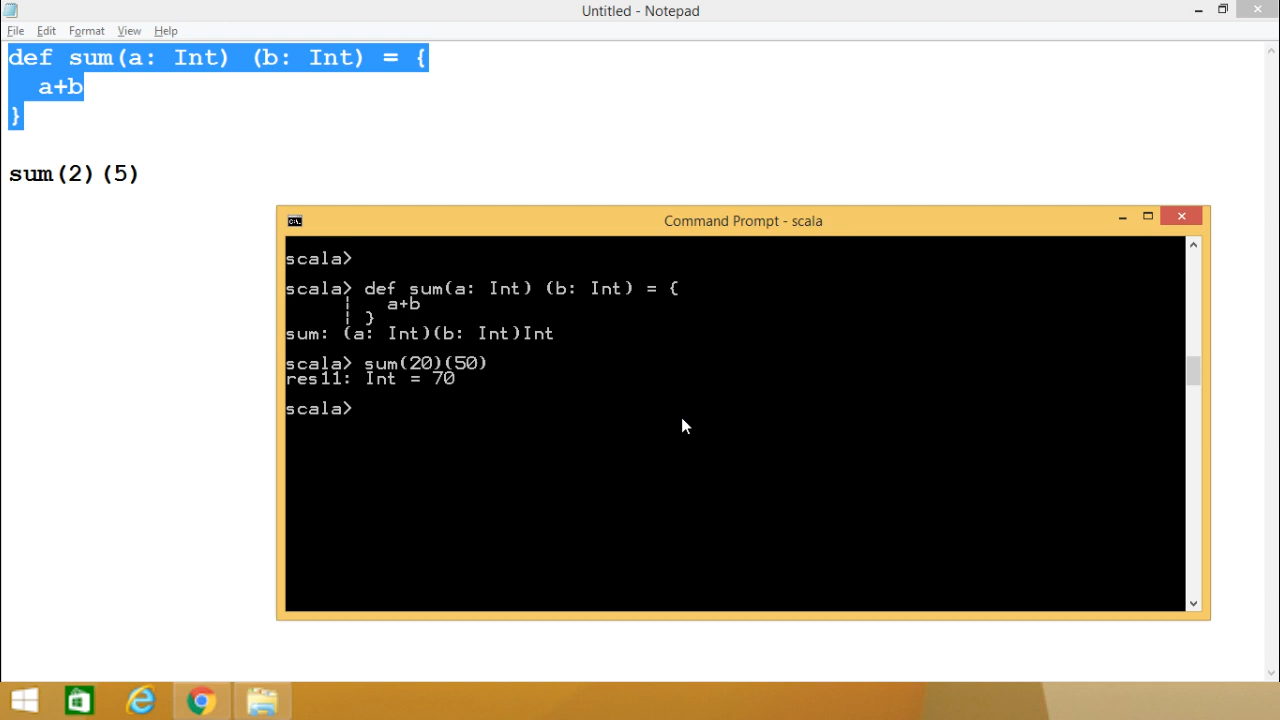 Untitled - Notepad
File Edit Format View Help
def sum(a: Int) (b: Int) = {
a+b
}
sum(2)(5)
Command Prompt - scala
scala>
scala> def sum(a: Int) (b: Int) = {
| a+b
| }
sum: (a: Int)(b: Int)Int
scala> sum(20)(50)
res11: Int = 70
scala>